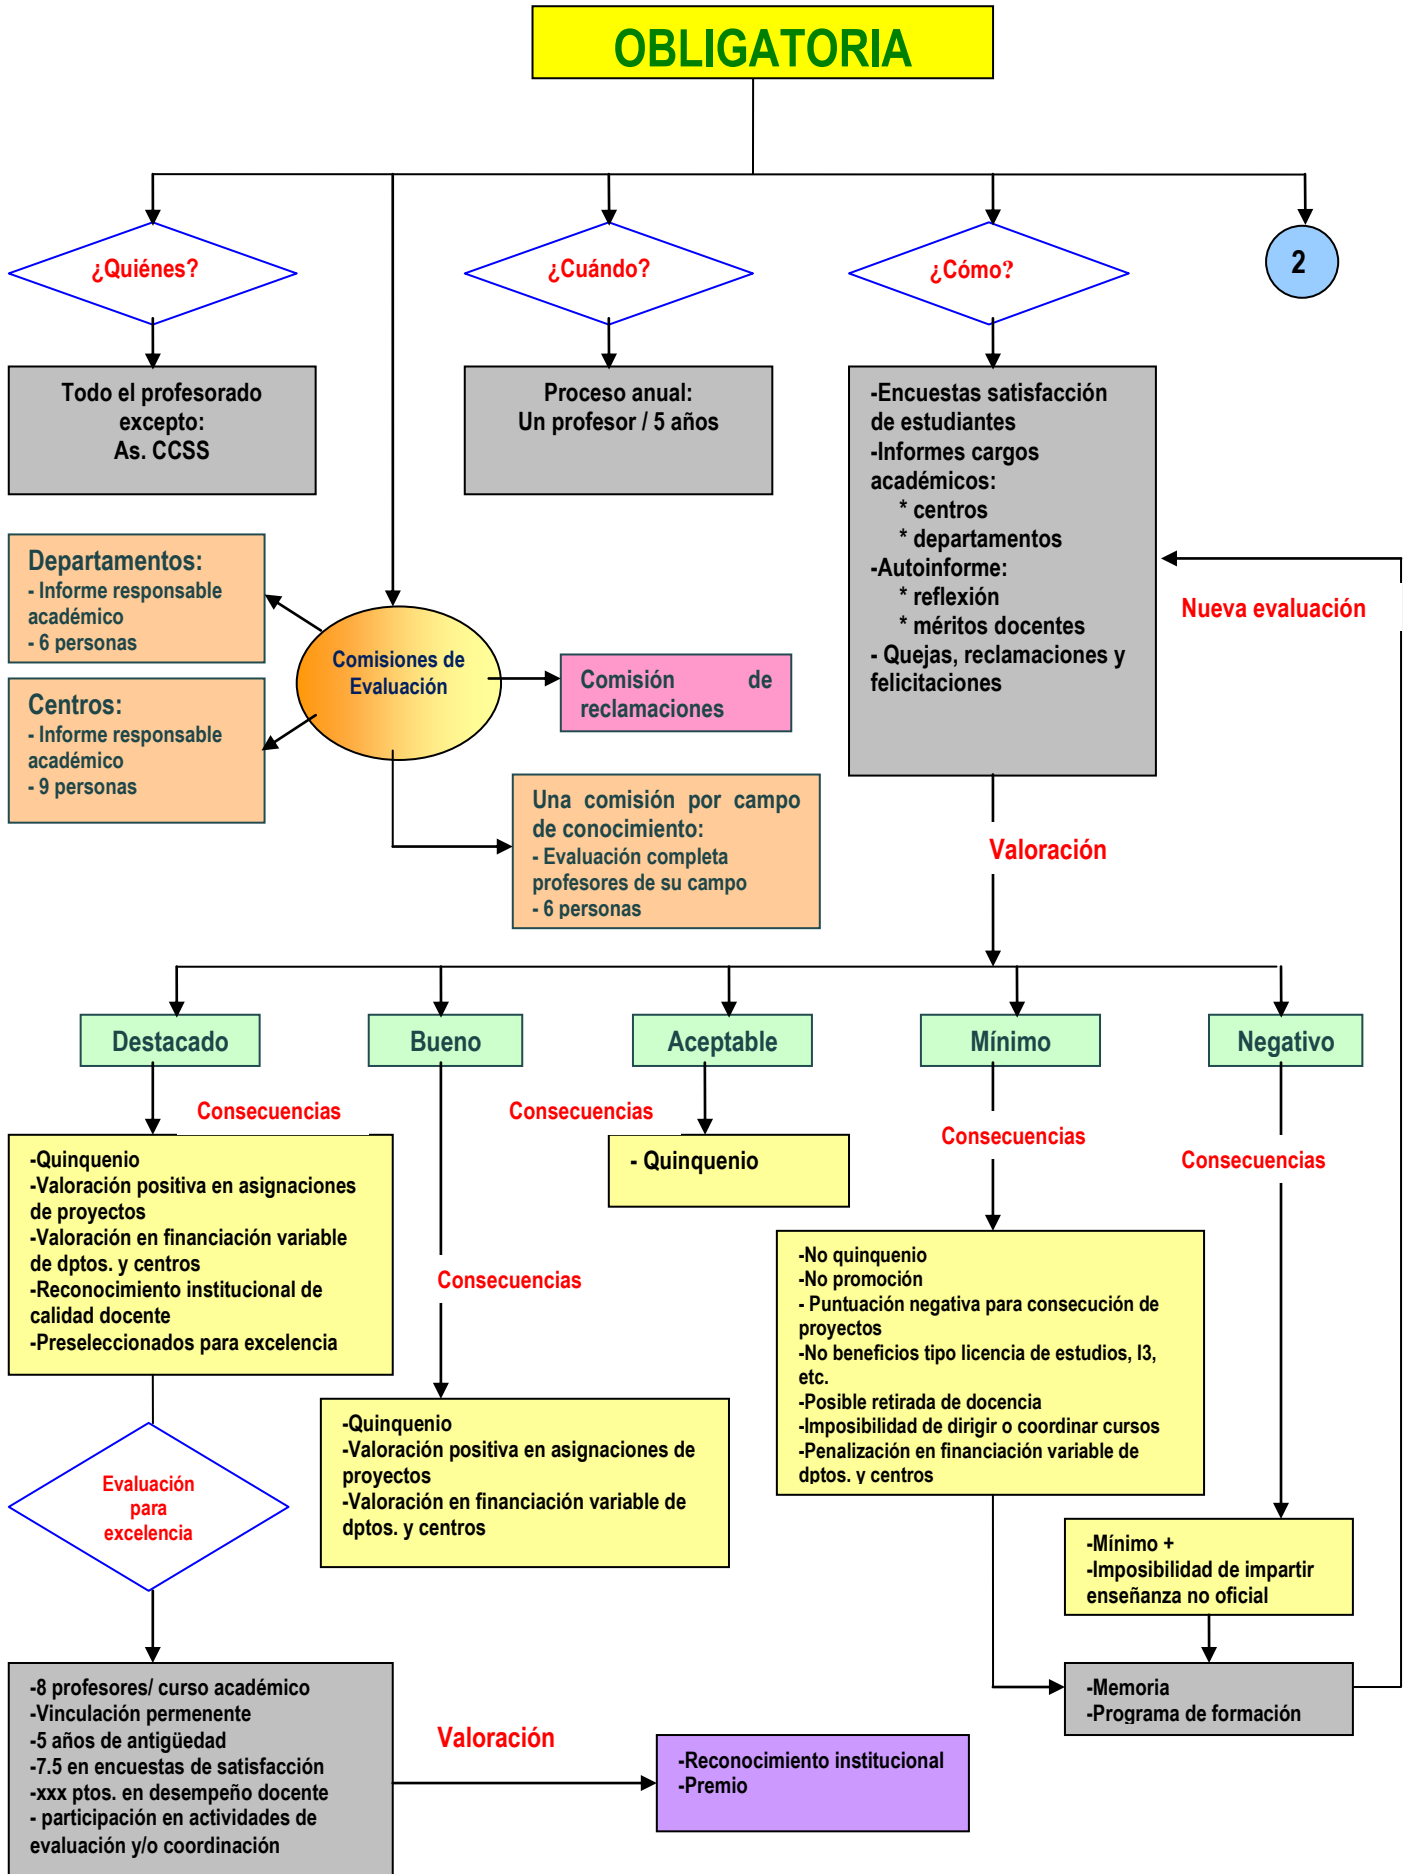 OBLIGATORIA
¿Quiénes?
¿Cuándo?
¿Cómo?
2
Todo el profesorado
excepto:
As. CCSS
Proceso anual:
Un profesor / 5 años
-Encuestas satisfacción
de estudiantes
-Informes cargos
académicos:
* centros
* departamentos
-Autoinforme:
* reflexión
* méritos docentes
- Quejas, reclamaciones y
felicitaciones
Nueva evaluación
Departamentos:
- Informe responsable
académico
- 6 personas
Centros:
- Informe responsable
académico
- 9 personas
Comisiones de
Evaluación
Comisión de
reclamaciones
Una comisión por campo
de conocimiento:
- Evaluación completa
profesores de su campo
- 6 personas
Valoración
Destacado
Bueno
Aceptable
Mínimo
Negativo
Consecuencias
Consecuencias
Consecuencias
Consecuencias
Consecuencias
-Quinquenio
-Valoración positiva en asignaciones
de proyectos
-Valoración en financiación variable
de dptos. y centros
-Reconocimiento institucional de
calidad docente
-Preseleccionados para excelencia
-Quinquenio
-Valoración positiva en asignaciones de
proyectos
-Valoración en financiación variable de
dptos. y centros
- Quinquenio
-No quinquenio
-No promoción
- Puntuación negativa para consecución de
proyectos
-No beneficios tipo licencia de estudios, I3,
etc.
-Posible retirada de docencia
-Imposibilidad de dirigir o coordinar cursos
-Penalización en financiación variable de
dptos. y centros
-Mínimo +
-Imposibilidad de impartir
enseñanza no oficial
-Memoria
-Programa de formación
Evaluación
para
excelencia
-8 profesores/ curso académico
-Vinculación permenente
-5 años de antigüedad
-7.5 en encuestas de satisfacción
-xxx ptos. en desempeño docente
- participación en actividades de
evaluación y/o coordinación
Valoración
-Reconocimiento institucional
-Premio